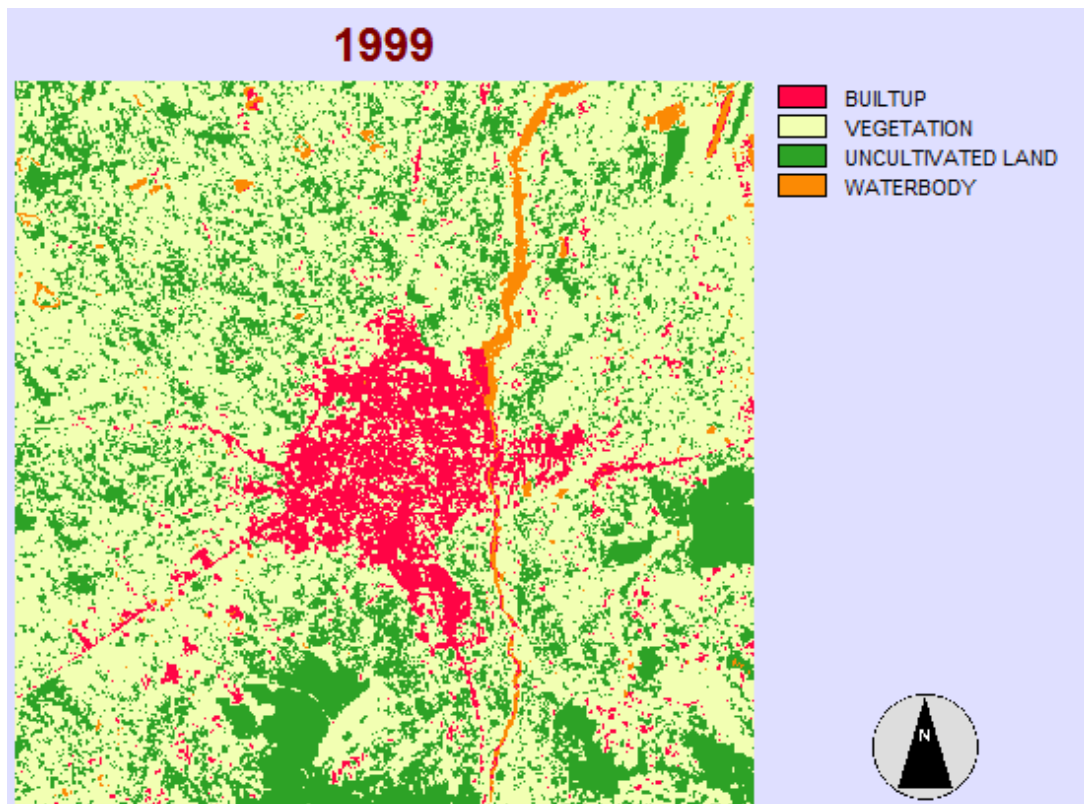 1999
BUILTUP
VEGETATION
UNCULTIVATED LAND
WATERBODY
N